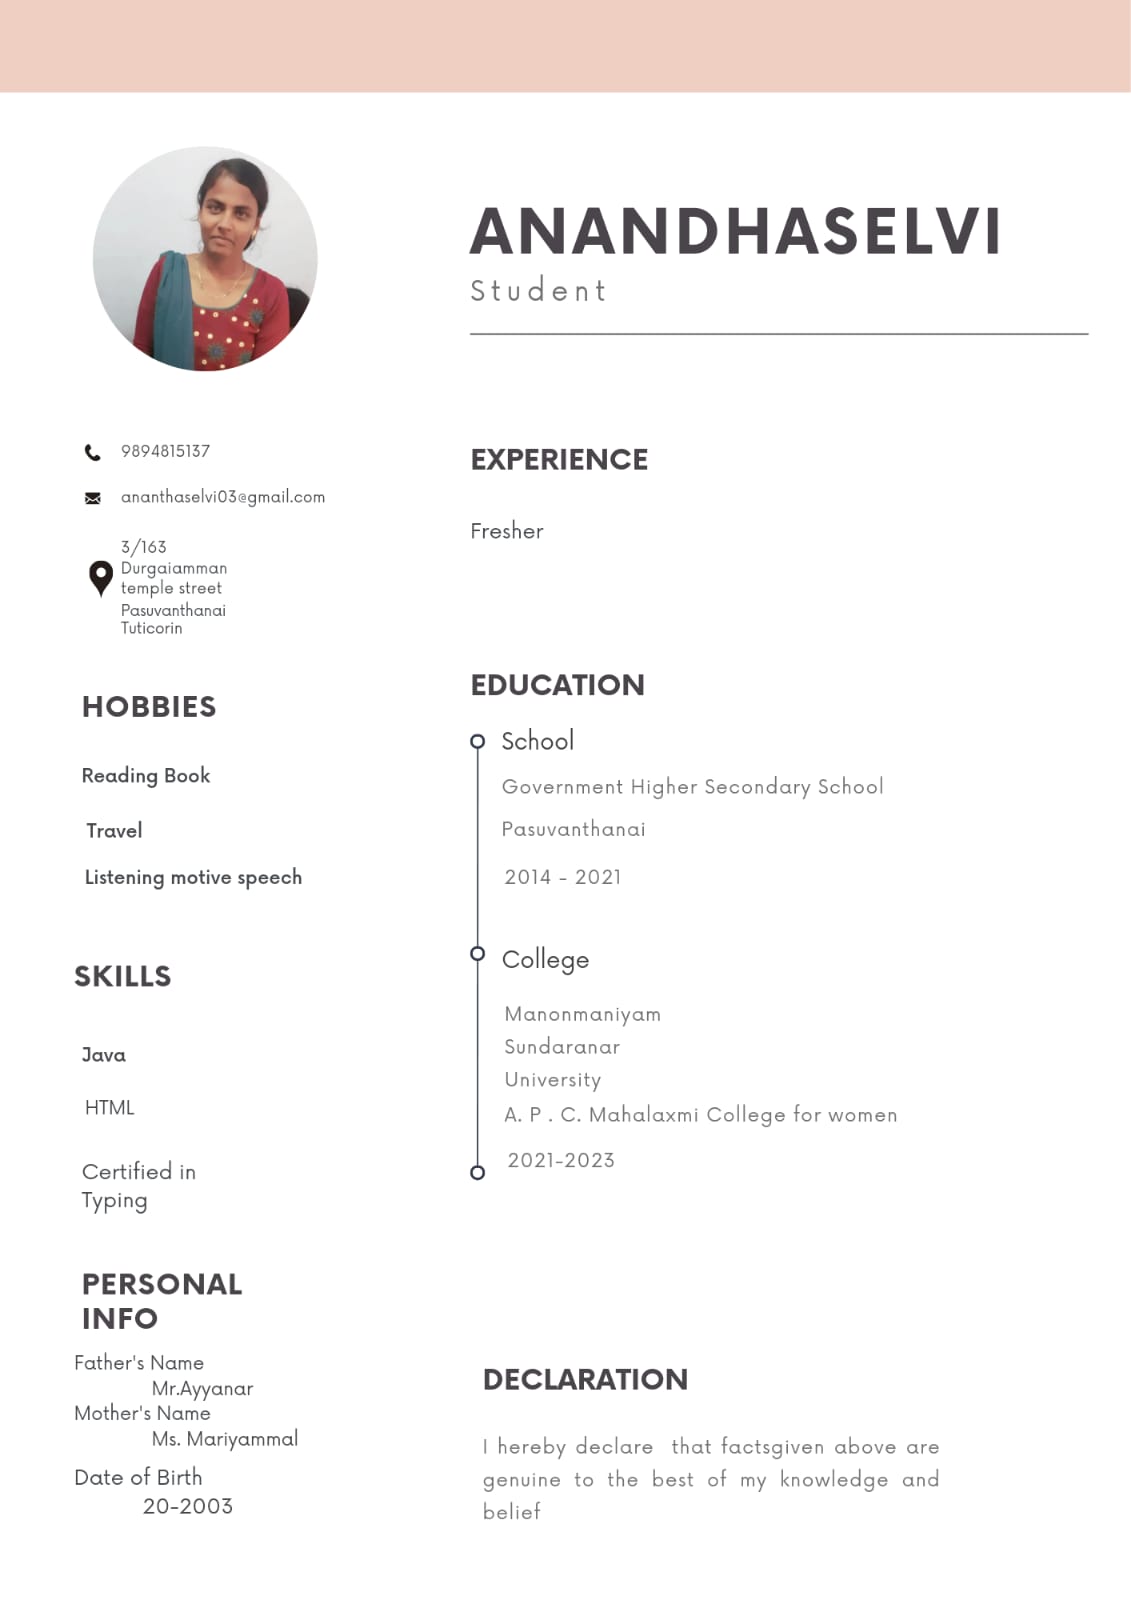 ANANDHASELVI
Student
9894815137
ananthaselvi03@gmail.com
3/163
Durgaiamman
temple street
Pasuvanthanai
Tuticorin
HOBBIES
Reading Book
Travel
Listening motive speech
SKILLS
Java
HTML
Certified in
Typing
PERSONAL
INFO
Father's Name
Mr.Ayyanar
Mother's Name
Ms. Mariyammal
Date of Birth
20-2003
EXPERIENCE
Fresher
EDUCATION
School
Government Higher Secondary School
Pasuvanthanai
2014 - 2021
College
Manonmaniyam
Sundaranar
University
A. P . C. Mahalaxmi College for women
2021-2023
DECLARATION
I hereby declare that factsgiven above are
genuine to the best of my knowledge and
belief